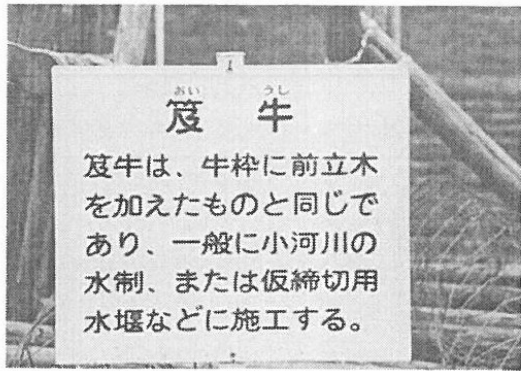 おい うし
笈 牛
笈牛は、牛枠に前立木
を加えたものと同じで
あり、一般に小河川の
水制、または仮締切用
水堰などに施工する。